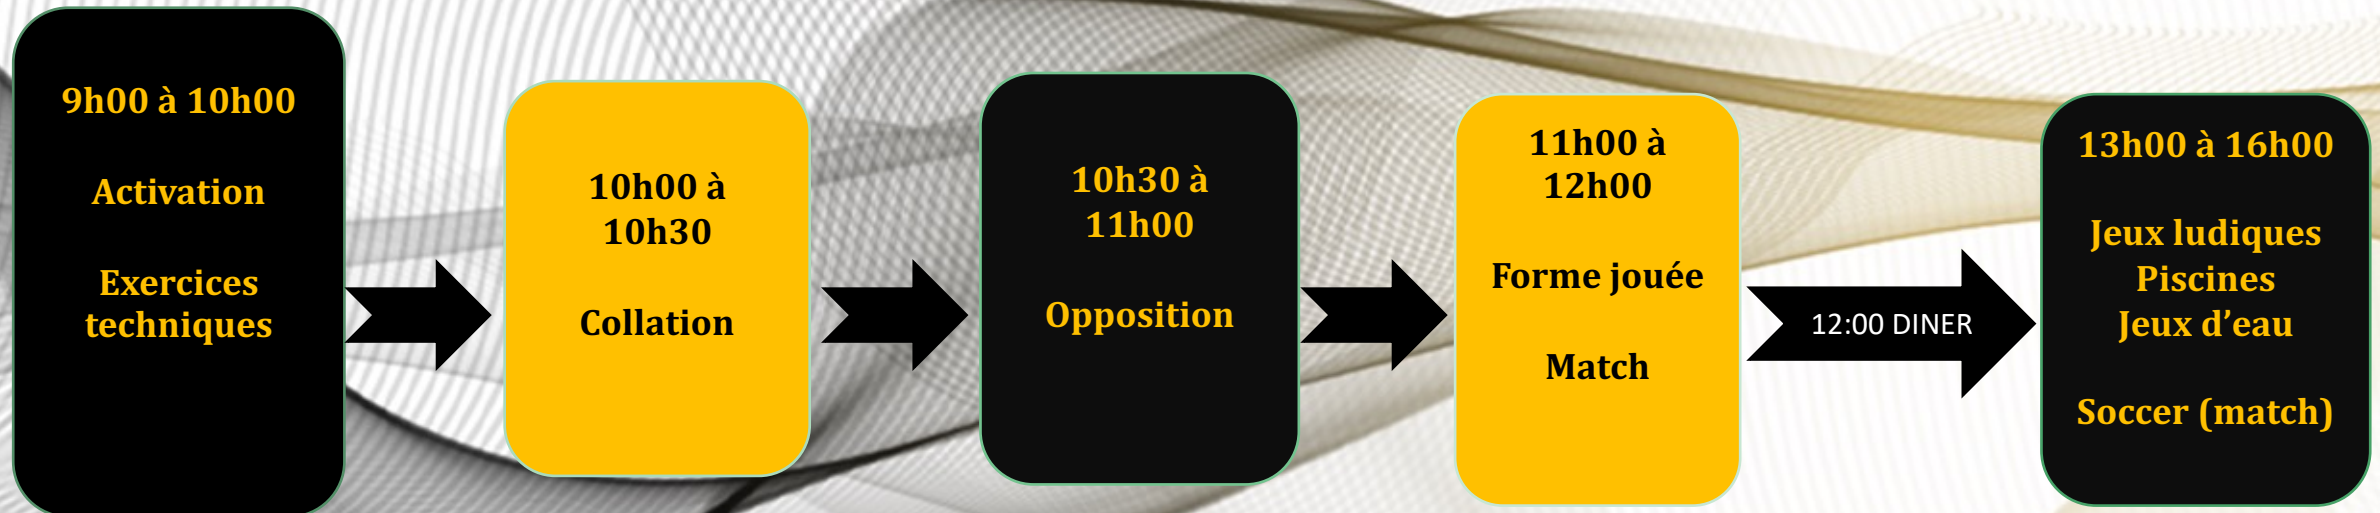 9h00 à 10h00
Activation
Exercices
techniques
10h00 à
10h30
Collation
10h30 à
11h00
Opposition
11h00 à
12h00
Forme jouée
Match
12:00 DINER
13h00 à 16h00
Jeux ludiques
Piscines
Jeux d’eau
Soccer (match)